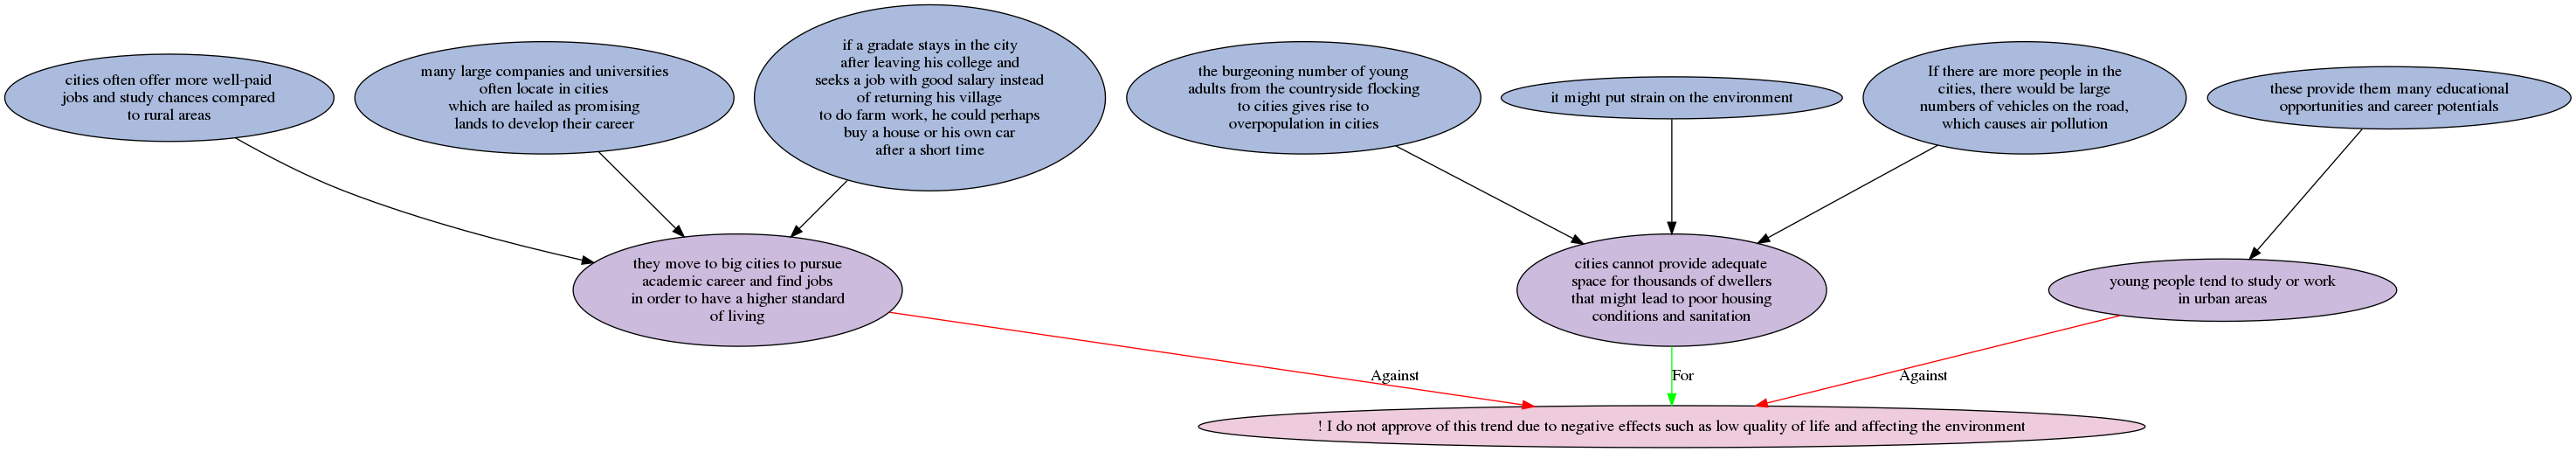 cities often offer more well-paid
jobs and study chances compared
to rural areas
many large companies and universities
often locate in cities
which are hailed as promising
lands to develop their career
if a gradate stays in the city
after leaving his college and
seeks a job with good salary instead
of returning his village
to do farm work, he could perhaps
buy a house or his own car
after a short time
the burgeoning number of young
adults from the countryside flocking
to cities gives rise to
overpopulation in cities
it might put strain on the environment
If there are more people in the
cities, there would be large
numbers of vehicles on the road,
which causes air pollution
these provide them many educational
opportunities and career potentials
they move to big cities to pursue
academic career and find jobs
in order to have a higher standard
of living
cities cannot provide adequate
space for thousands of dwellers
that might lead to poor housing
conditions and sanitation
young people tend to study or work
in urban areas
Against
For
Against
! I do not approve of this trend due to negative effects such as low quality of life and affecting the environment